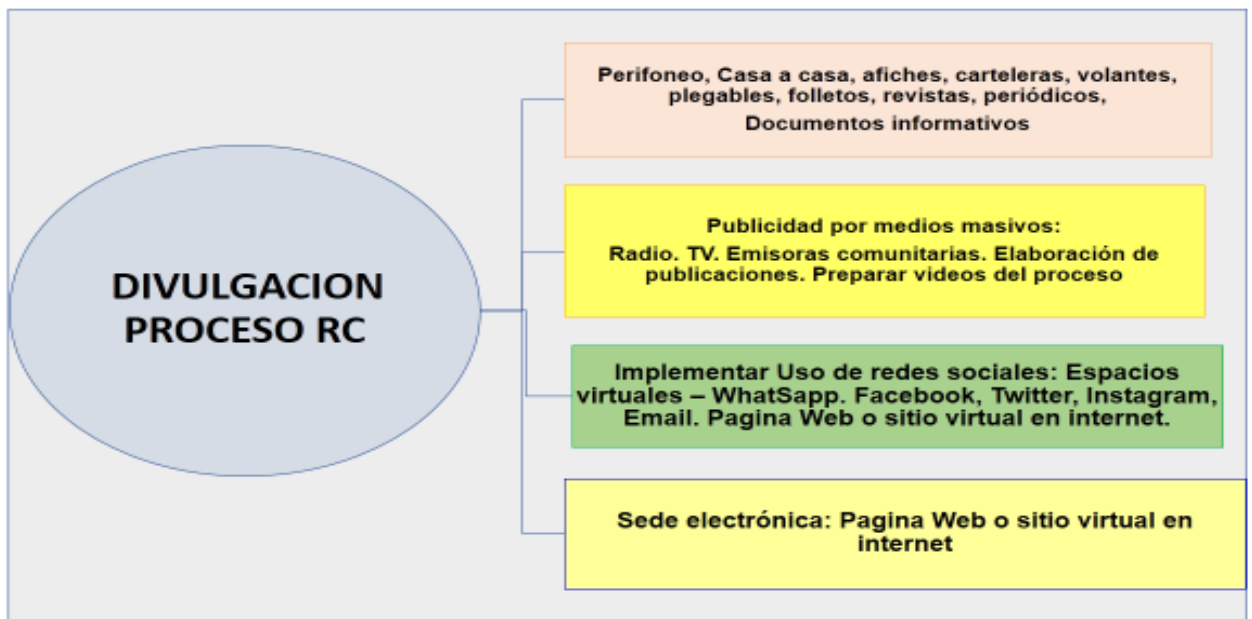 DIVULGACION
PROCESO RC
Perifoneo, Casa a casa, afiches, carteleras, volantes,
plegables, folletos, revistas, periódicos,
Documentos informativos
Publicidad por medios masivos:
Radio. TV. Emisoras comunitarias. Elaboración de
publicaciones. Preparar videos del proceso
Implementar Uso de redes sociales: Espacios
virtuales – WhatSapp. Facebook, Twitter, Instagram,
Email. Pagina Web o sitio virtual en internet.
Sede electrónica: Pagina Web o sitio virtual en
internet